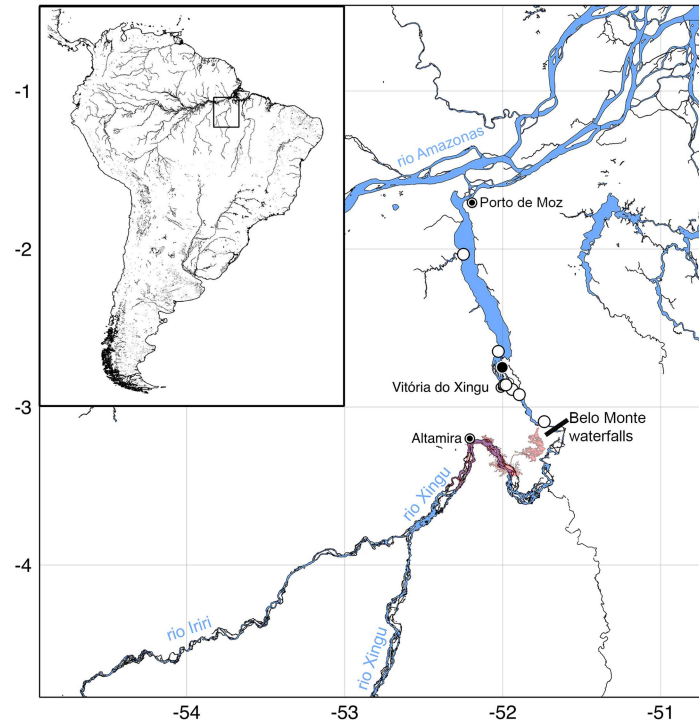 -1
rio Amazonas
Porto de Moz
-2
Vitória do Xingu
-3
Belo Monte
waterfalls
Altamira
rio Xingu
-4
rio Iriri
rio Xingu
-54
-53
-52
-51